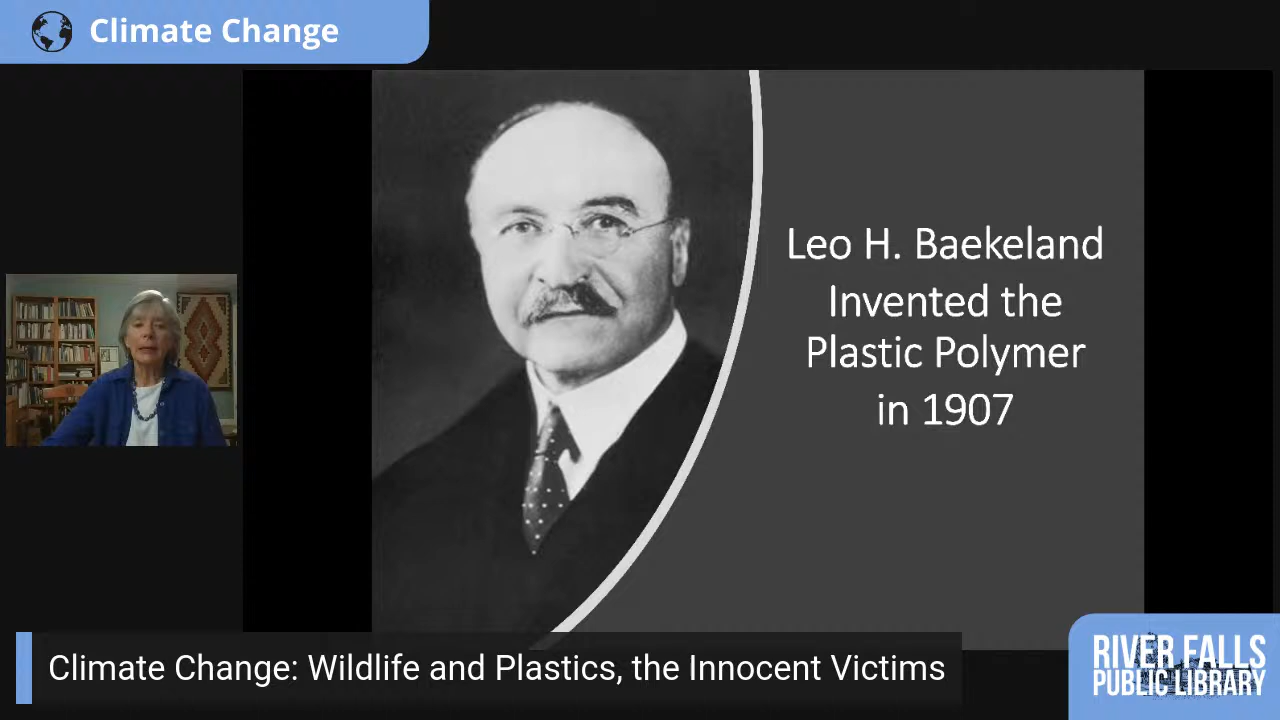 Climate Change
Leo H. Baekeland
Invented the
Plastic Polymer
in 1907
Climate Change: Wildlife and Plastics, the Innocent Victims
RIVER FALLS
PUBLIC LIBRARY